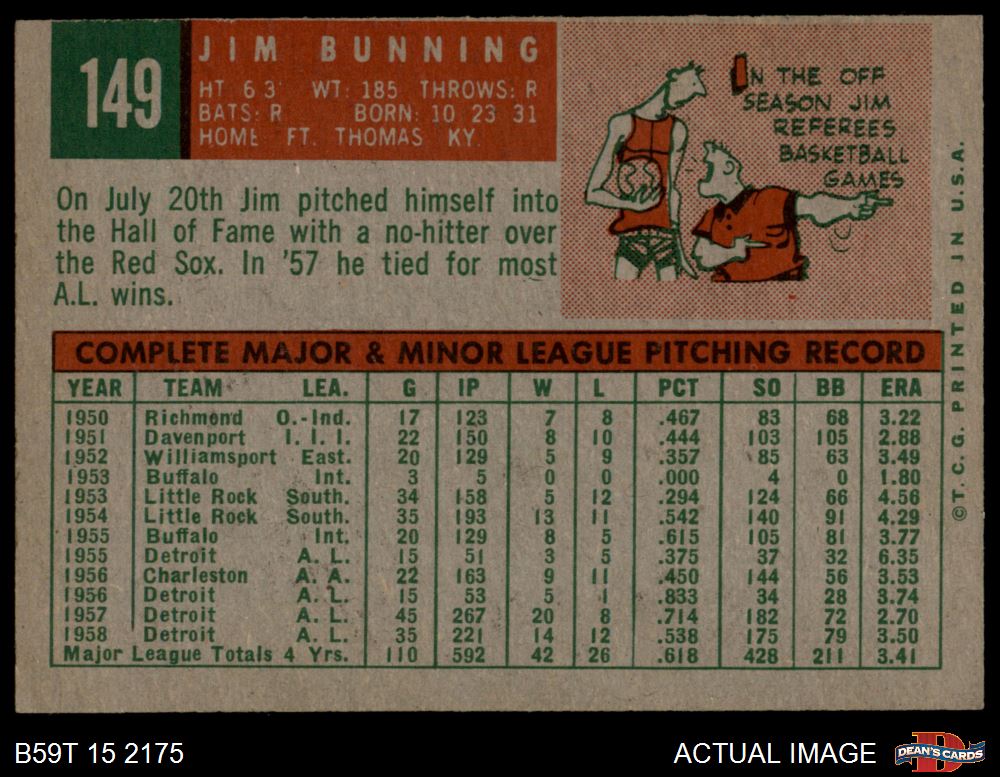 149
JIM BUNNING
HT 6 3 WT: 185 THROWS: R
BATS: R BORN: 10 23 31
HOME FT. THOMAS KY.
On July 20th Jim pitched himself into
the Hall of Fame with a no-hitter over
the Red Sox. In '57 he tied for most
A.L. wins.
IN THE OFF
SEASON JIM
REFEREES
BASKETBALL
GAMES
COMPLETE MAJOR & MINOR LEAGUE PITCHING RECORD
YEAR TEAM LEA. G IP W L PCT SO BB ERA
1950 Richmond O.-Ind. 17 123 7 8 .467 83 68 3.22
1951 Davenport I. I. I. 22 150 8 10 .444 103 105 2.88
1952 Williamsport East. 20 129 5 9 .357 85 63 3.49
1953 Buffalo Int. 3 5 0 0 .000 4 0 1.80
1953 Little Rock South. 34 158 5 12 .294 124 66 4.56
1954 Little Rock South. 35 193 13 11 .542 140 91 4.29
1955 Buffalo Int. 20 129 8 5 .615 105 81 3.77
1955 Detroit A. L. 15 51 3 5 .375 37 32 6.35
1956 Charleston A. A. 22 163 9 11 .450 144 56 3.53
1956 Detroit A. L. 15 53 5 1 .833 34 28 3.74
1957 Detroit A. L. 45 267 20 8 .714 182 72 2.70
1958 Detroit A. L. 35 221 14 12 .538 175 79 3.50
Major League Totals 4 Yrs. 110 592 42 26 .618 428 211 3.41
© T. C. G. PRINTED IN U.S.A.
B59T 15 2175
ACTUAL IMAGE
D
DEAN'S CARDS